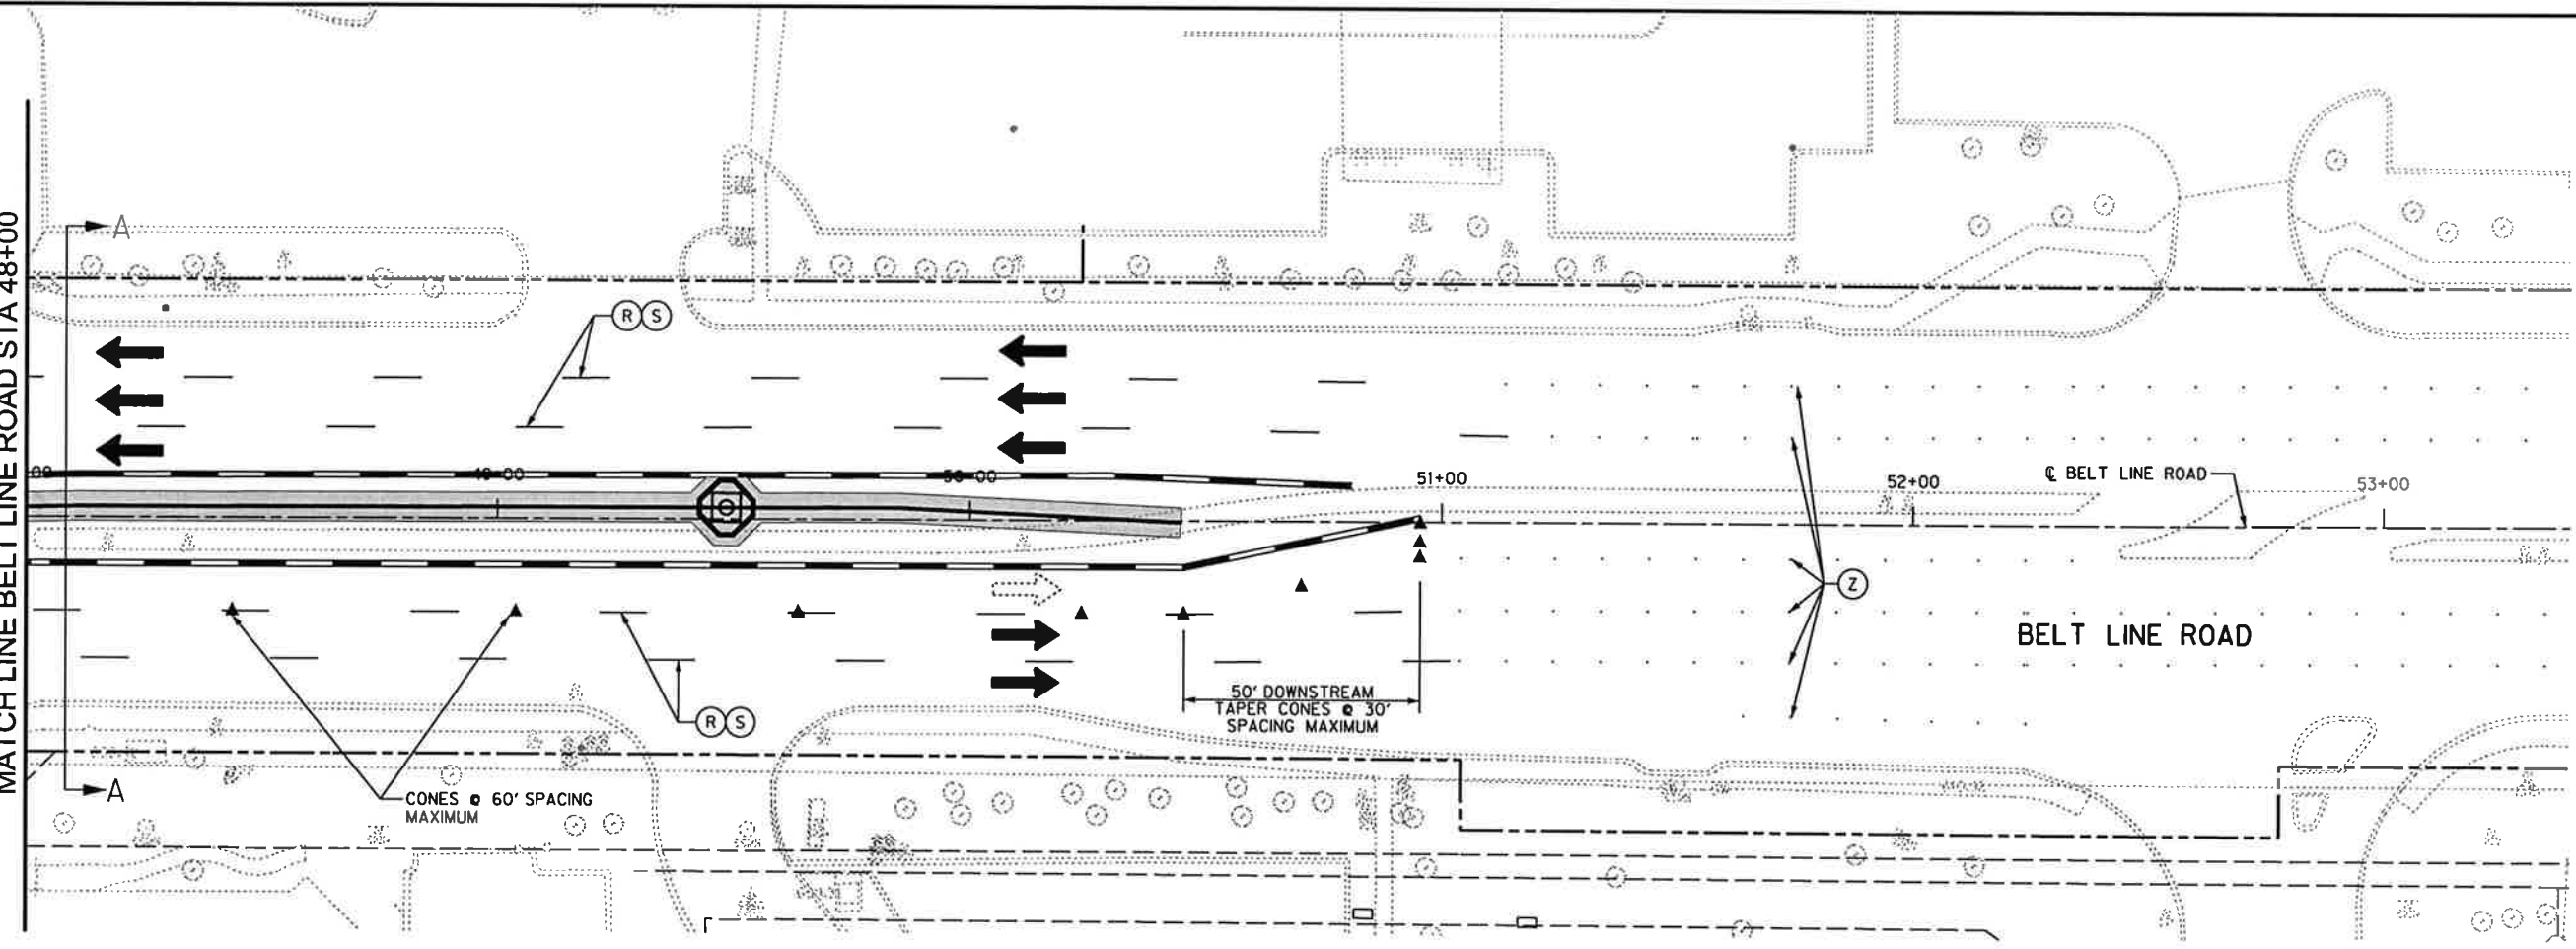 MATCH LINE BELT LINE ROAD STA 48+00
A
R S
49+00
50+00
51+00
52+00
53+00
℄ BELT LINE ROAD
Z
BELT LINE ROAD
50' DOWNSTREAM
TAPER CONES @ 30'
SPACING MAXIMUM
R S
A
CONES @ 60' SPACING
MAXIMUM